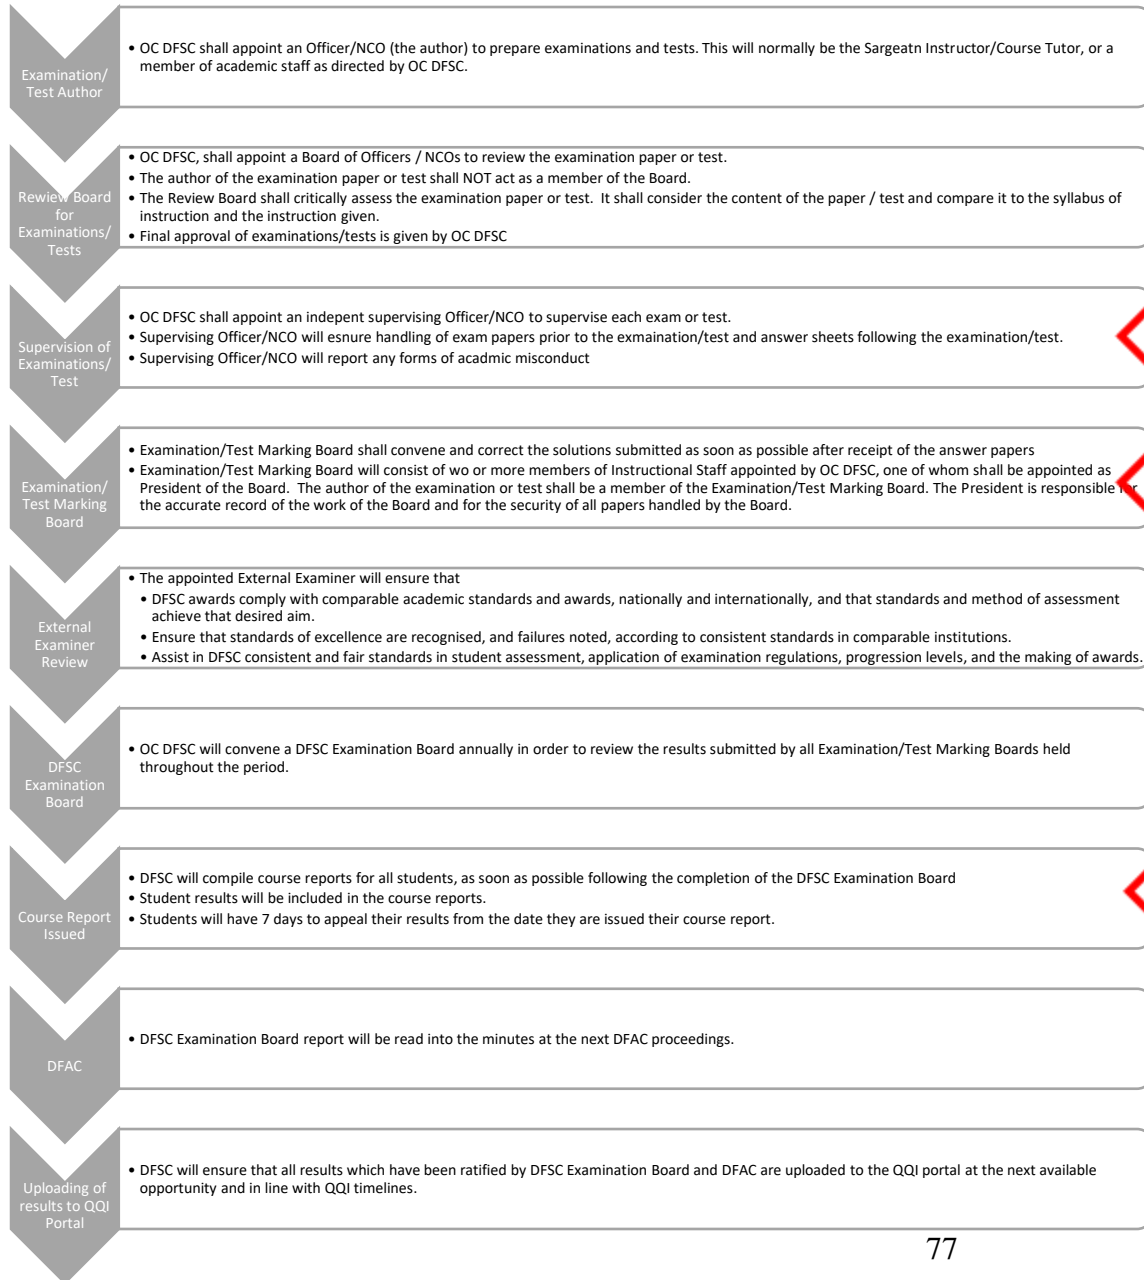 Examination/
Test Author
• OC DFSC shall appoint an Officer/NCO (the author) to prepare examinations and tests. This will normally be the Sargeatn Instructor/Course Tutor, or a
member of academic staff as directed by OC DFSC.
Rewiew Board
for
Examinations/
Tests
• OC DFSC, shall appoint a Board of Officers / NCOs to review the examination paper or test.
• The author of the examination paper or test shall NOT act as a member of the Board.
• The Review Board shall critically assess the examination paper or test. It shall consider the content of the paper / test and compare it to the syllabus of
instruction and the instruction given.
• Final approval of examinations/tests is given by OC DFSC
Supervision of
Examinations/
Test
• OC DFSC shall appoint an indepent supervising Officer/NCO to supervise each exam or test.
• Supervising Officer/NCO will esnure handling of exam papers prior to the exmaination/test and answer sheets following the examination/test.
• Supervising Officer/NCO will report any forms of acadmic misconduct
Examination/
Test Marking
Board
• Examination/Test Marking Board shall convene and correct the solutions submitted as soon as possible after receipt of the answer papers
• Examination/Test Marking Board will consist of wo or more members of Instructional Staff appointed by OC DFSC, one of whom shall be appointed as
President of the Board. The author of the examination or test shall be a member of the Examination/Test Marking Board. The President is responsible for
the accurate record of the work of the Board and for the security of all papers handled by the Board.
External
Examiner
Review
• The appointed External Examiner will ensure that
• DFSC awards comply with comparable academic standards and awards, nationally and internationally, and that standards and method of assessment
achieve that desired aim.
• Ensure that standards of excellence are recognised, and failures noted, according to consistent standards in comparable institutions.
• Assist in DFSC consistent and fair standards in student assessment, application of examination regulations, progression levels, and the making of awards.
DFSC
Examination
Board
• OC DFSC will convene a DFSC Examination Board annually in order to review the results submitted by all Examination/Test Marking Boards held
throughout the period.
Course Report
Issued
• DFSC will compile course reports for all students, as soon as possible following the completion of the DFSC Examination Board
• Student results will be included in the course reports.
• Students will have 7 days to appeal their results from the date they are issued their course report.
DFAC
• DFSC Examination Board report will be read into the minutes at the next DFAC proceedings.
Uploading of
results to QQI
Portal
• DFSC will ensure that all results which have been ratified by DFSC Examination Board and DFAC are uploaded to the QQI portal at the next available
opportunity and in line with QQI timelines.
77